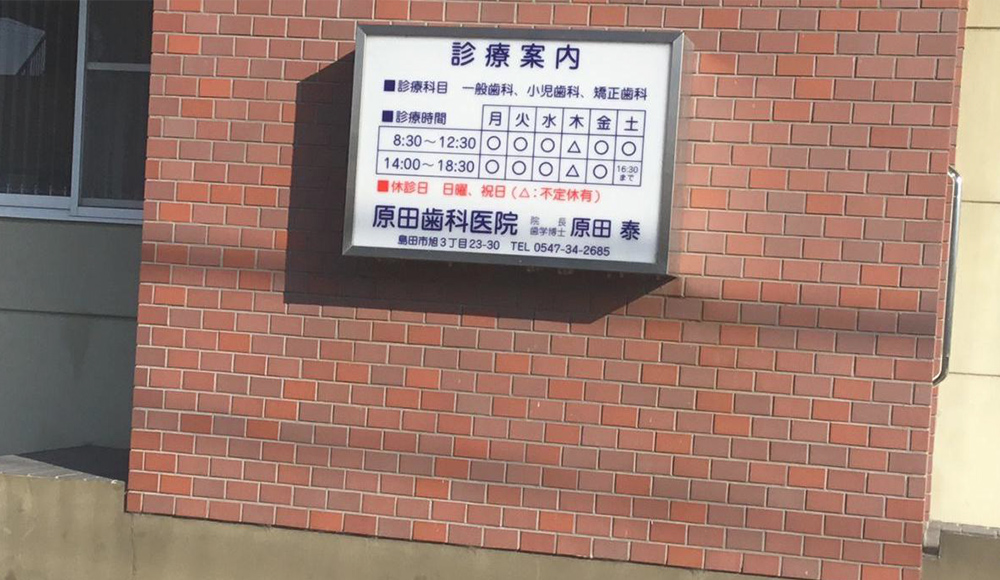 診療案内
■診療科目 一般歯科、小児歯科、矯正歯科
■診療時間 月 火 水 木 金 土
8:30～12:30 ○ ○ ○ △ ○ ○
14:00～18:30 ○ ○ ○ △ ○ 16:30まで
■休診日 日曜、祝日(△:不定休有)
原田歯科医院 院長 歯学博士 原田 泰
島田市旭3丁目23-30 TEL 0547-34-2685